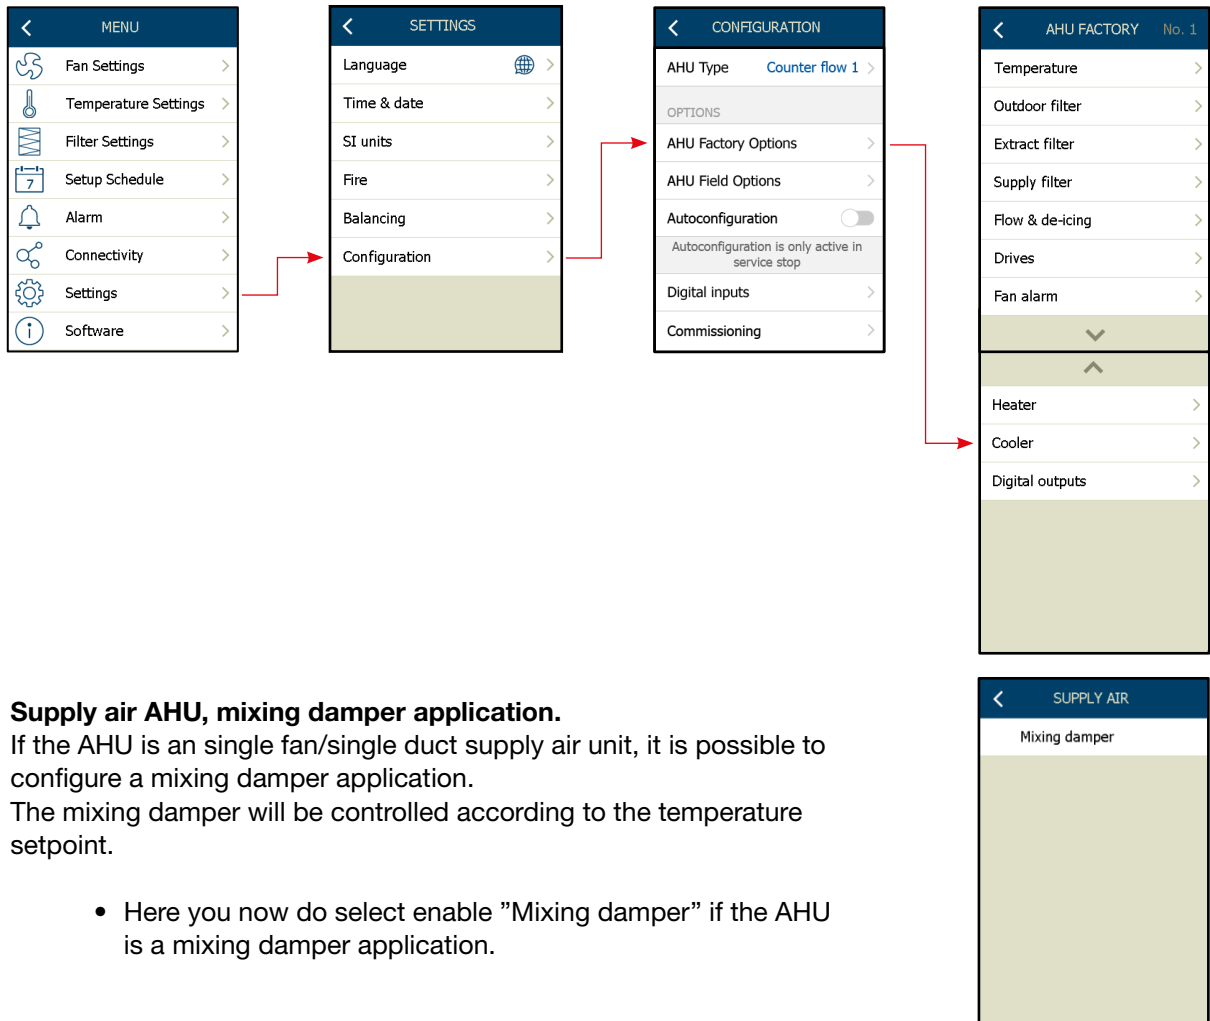 MENU
Fan Settings
Temperature Settings
Filter Settings
7
Setup Schedule
Alarm
Connectivity
Settings
Software
SETTINGS
Language
Time & date
SI units
Fire
Balancing
Configuration
CONFIGURATION
AHU Type Counter flow 1
OPTIONS
AHU Factory Options
AHU Field Options
Autoconfiguration
Autoconfiguration is only active in
service stop
Digital inputs
Commissioning
AHU FACTORY No. 1
Temperature
Outdoor filter
Extract filter
Supply filter
Flow & de-icing
Drives
Fan alarm
Heater
Cooler
Digital outputs
Supply air AHU, mixing damper application.
If the AHU is an single fan/single duct supply air unit, it is possible to
configure a mixing damper application.
The mixing damper will be controlled according to the temperature
setpoint.
• Here you now do select enable ”Mixing damper” if the AHU
is a mixing damper application.
SUPPLY AIR
Mixing damper